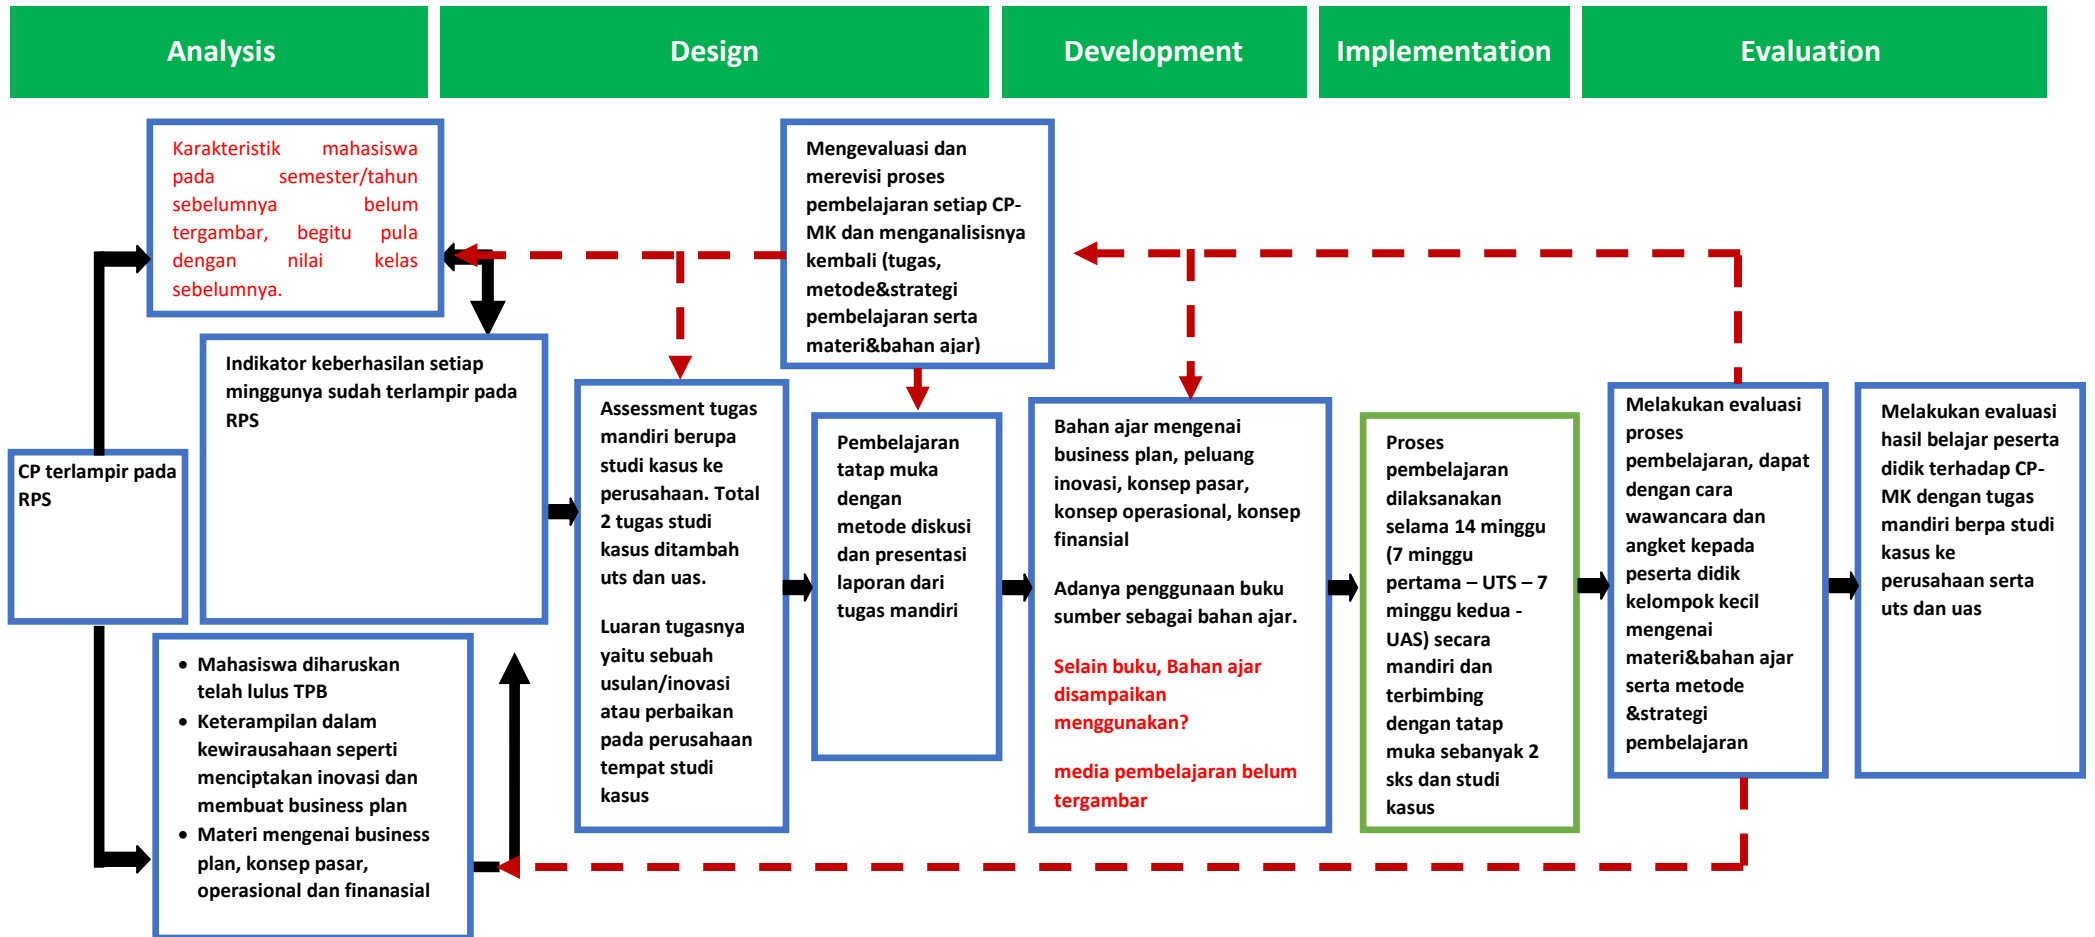 Analysis
Design
Development
Implementation
Evaluation
Karakteristik mahasiswa
pada semester/tahun
sebelumnya belum
tergambar, begitu pula
dengan nilai kelas
sebelumnya.
Indikator keberhasilan setiap
minggunya sudah terlampir pada
RPS
CP terlampir pada
RPS
• Mahasiswa diharuskan
telah lulus TPB
• Keterampilan dalam
kewirausahaan seperti
menciptakan inovasi dan
membuat business plan
• Materi mengenai business
plan, konsep pasar,
operasional dan finanasial
Assessment tugas
mandiri berupa
studi kasus ke
perusahaan. Total
2 tugas studi
kasus ditambah
uts dan uas.
Luaran tugasnya
yaitu sebuah
usulan/inovasi
atau perbaikan
pada perusahaan
tempat studi
kasus
Mengevaluasi dan
merevisi proses
pembelajaran setiap CP-
MK dan menganalisisnya
kembali (tugas,
metode&strategi
pembelajaran serta
materi&bahan ajar)
Pembelajaran
tatap muka
dengan
metode diskusi
dan presentasi
laporan dari
tugas mandiri
Bahan ajar mengenai
business plan, peluang
inovasi, konsep pasar,
konsep operasional, konsep
finansial
Adanya penggunaan buku
sumber sebagai bahan ajar.
Selain buku, Bahan ajar
disampaikan
menggunakan?
media pembelajaran belum
tergambar
Proses
pembelajaran
dilaksanakan
selama 14 minggu
(7 minggu
pertama – UTS – 7
minggu kedua -
UAS) secara
mandiri dan
terbimbing
dengan tatap
muka sebanyak 2
sks dan studi
kasus
Melakukan evaluasi
proses
pembelajaran, dapat
dengan cara
wawancara dan
angket kepada
peserta didik
kelompok kecil
mengenai
materi&bahan ajar
serta metode
&strategi
pembelajaran
Melakukan evaluasi
hasil belajar peserta
didik terhadap CP-
MK dengan tugas
mandiri berpa studi
kasus ke
perusahaan serta
uts dan uas